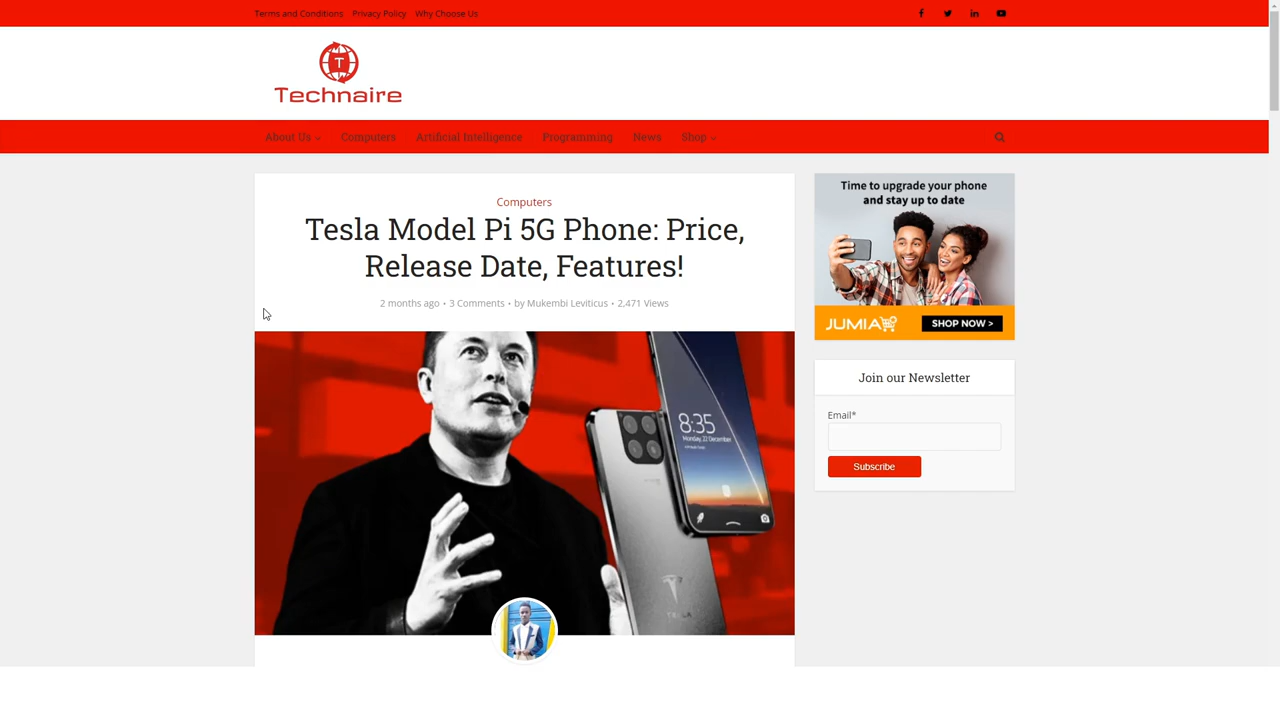 Terms and Conditions Privacy Policy Why Choose Us
T
Technaire
About Us Computers Artificial Intelligence Programming News Shop
Computers
Tesla Model Pi 5G Phone: Price,
Release Date, Features!
2 months ago • 3 Comments • by Mukembi Leviticus • 2,471 Views
8:35
Monday, 22 December
TESLA
Time to upgrade your phone
and stay up to date
JUMIA
SHOP NOW >
Join our Newsletter
Email*
Subscribe